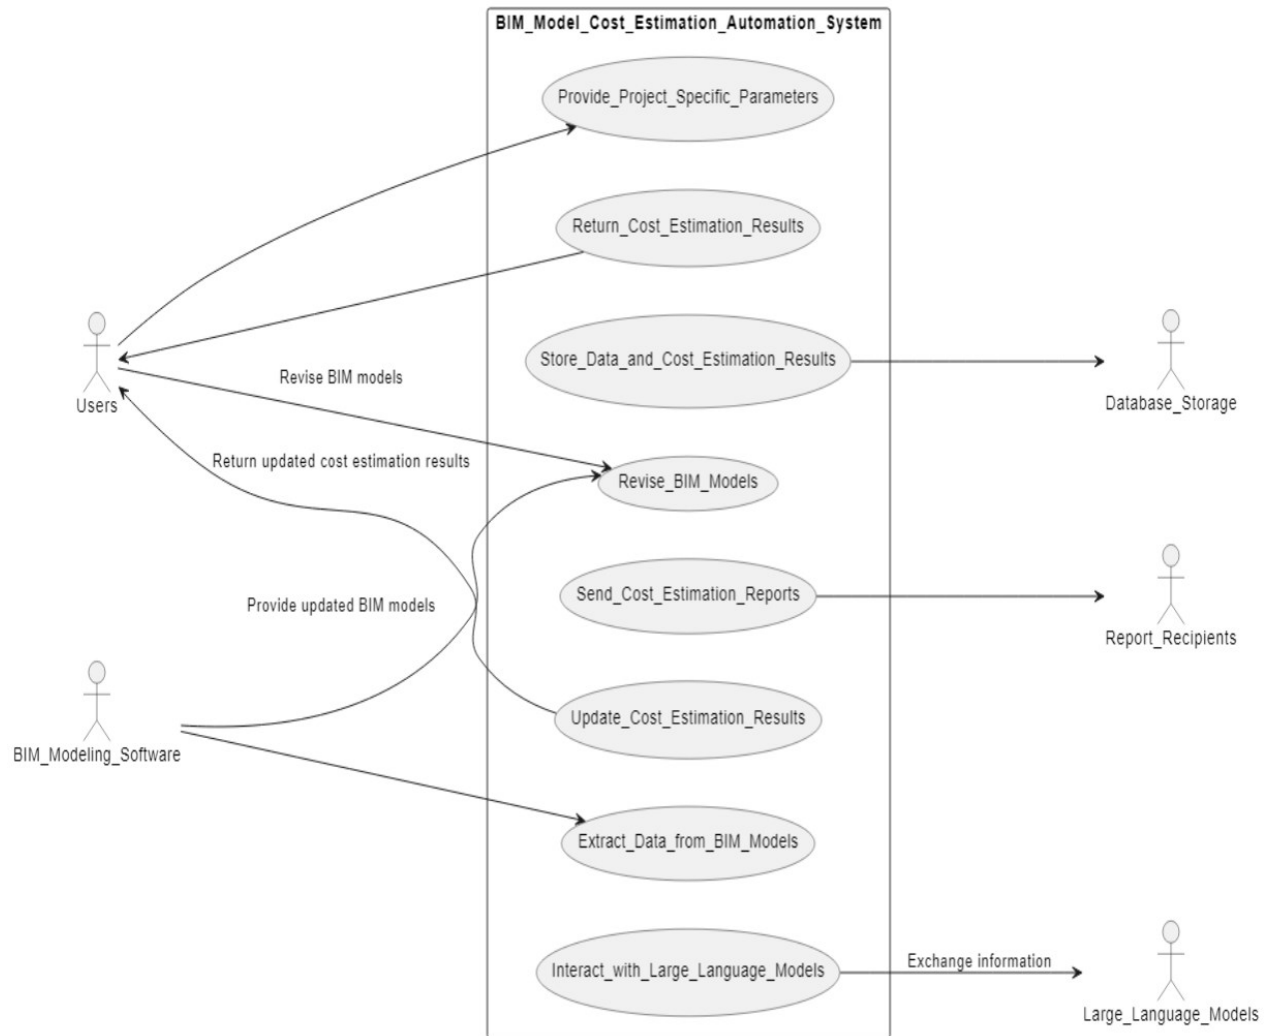 BIM_Model_Cost_Estimation_Automation_System
Provide_Project_Specific_Parameters
Return_Cost_Estimation_Results
Store_Data_and_Cost_Estimation_Results
Revise BIM models
Users
Database_Storage
Return updated cost estimation results
Revise_BIM_Models
Send_Cost_Estimation_Reports
Provide updated BIM models
Report_Recipients
Update_Cost_Estimation_Results
BIM_Modeling_Software
Extract_Data_from_BIM_Models
Interact_with_Large_Language_Models
Exchange information
Large_Language_Models